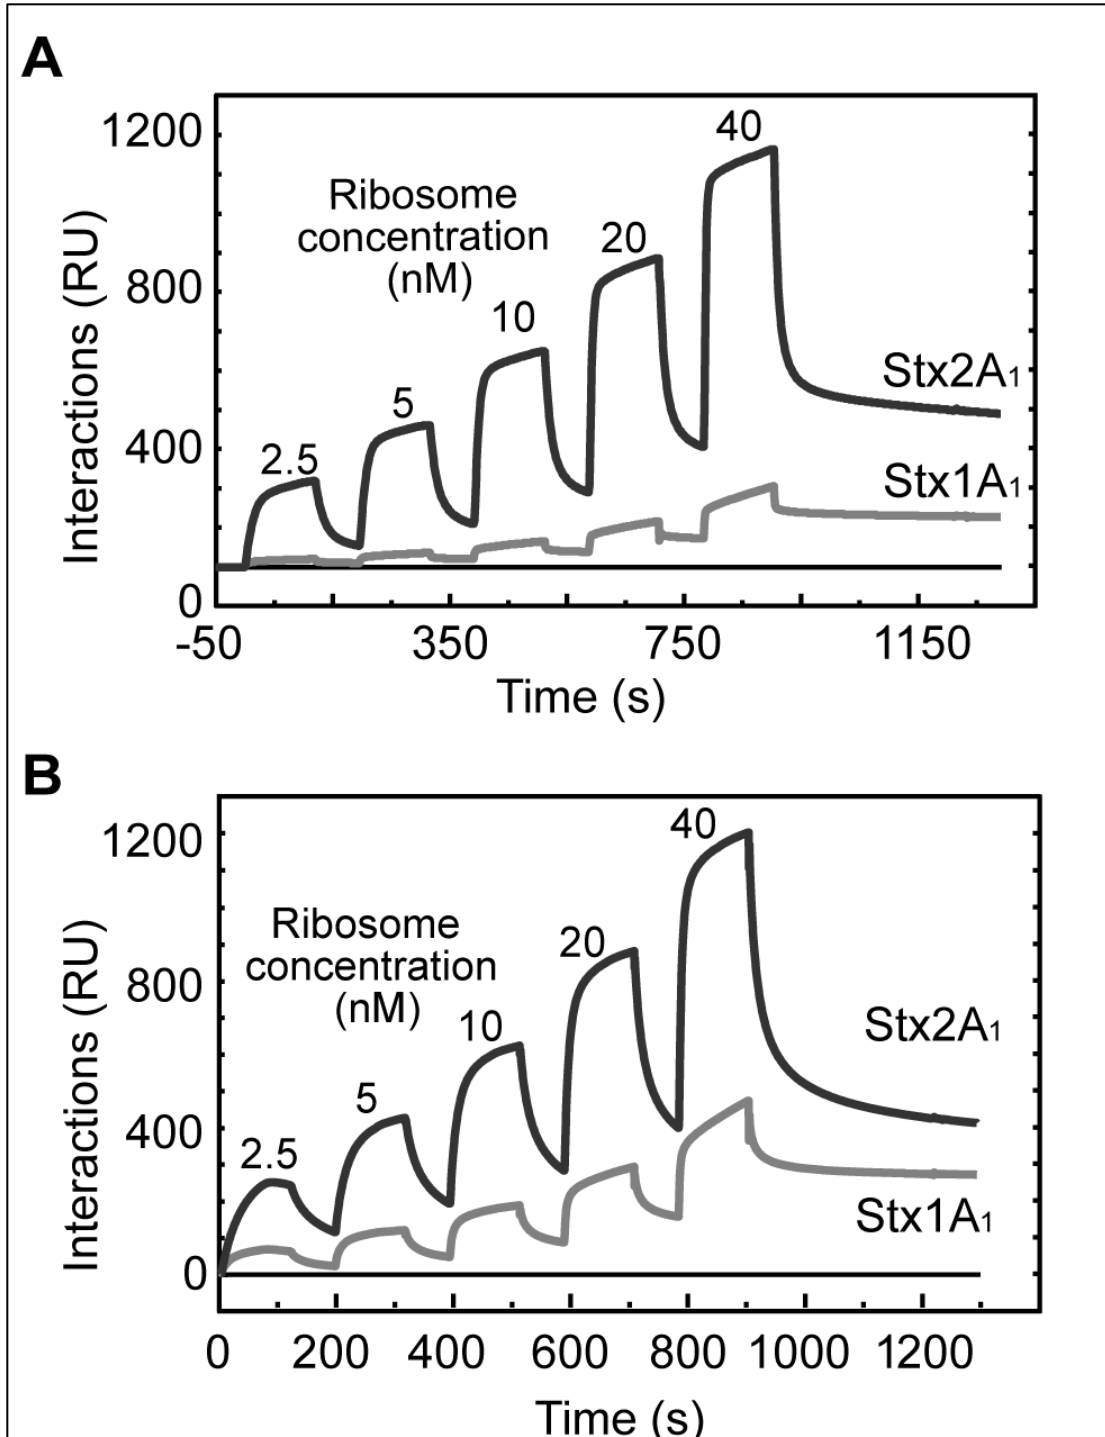 A
1200
800
400
0
Interactions (RU)
Ribosome
concentration
(nM)
2.5
5
10
20
40
Stx2A1
Stx1A1
-50
350
750
1150
Time (s)
B
1200
800
400
0
Interactions (RU)
Ribosome
concentration
(nM)
2.5
5
10
20
40
Stx2A1
Stx1A1
0
200
400
600
800
1000
1200
Time (s)